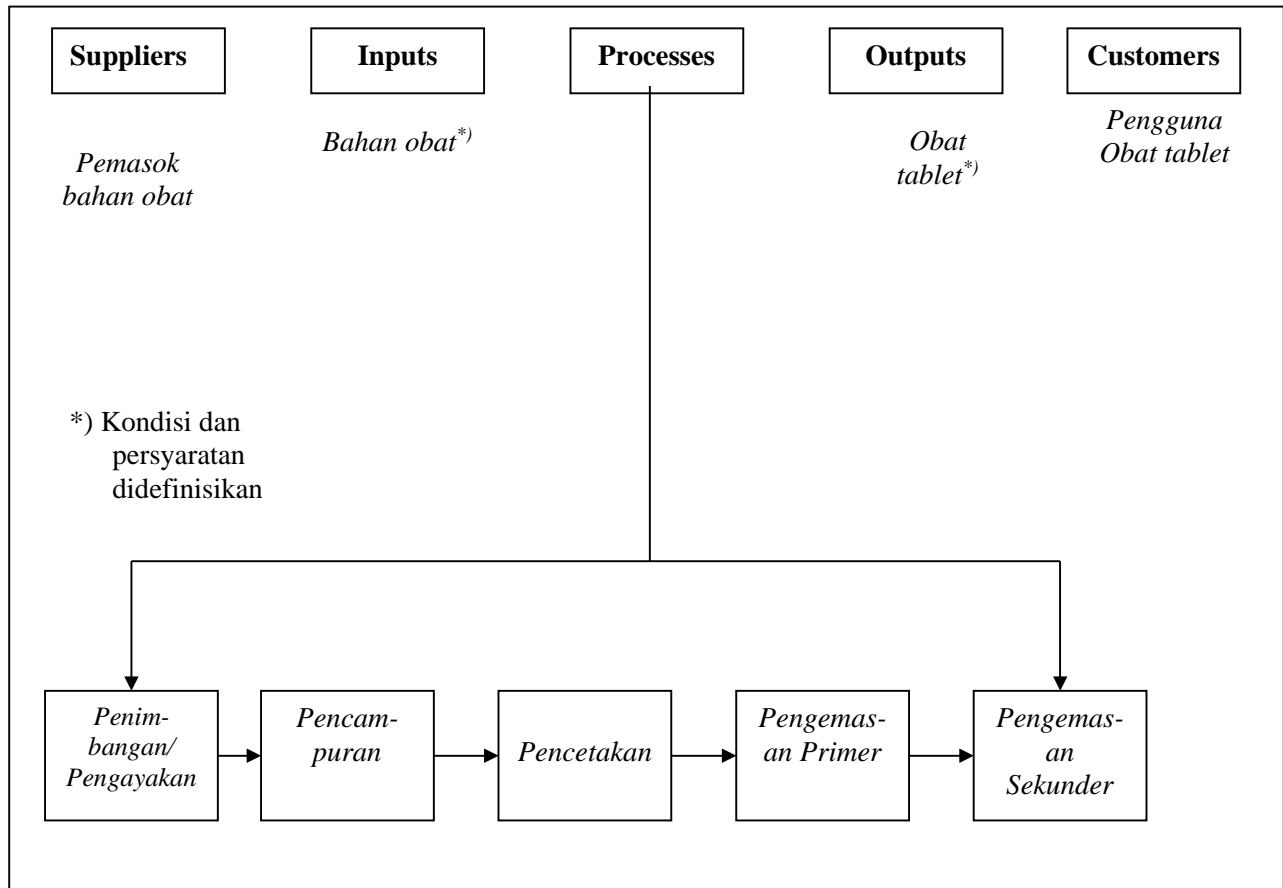 Suppliers
Inputs
Processes
Outputs
Customers
Pemasok
bahan obat
Bahan obat*)
Obat
tablet*)
Pengguna
Obat tablet
*) Kondisi dan
persyaratan
didefinisikan
Penim-
bangan/
Pengayakan
Pencam-
puran
Pencetakan
Pengemas-
an Primer
Pengemas-
an
Sekunder